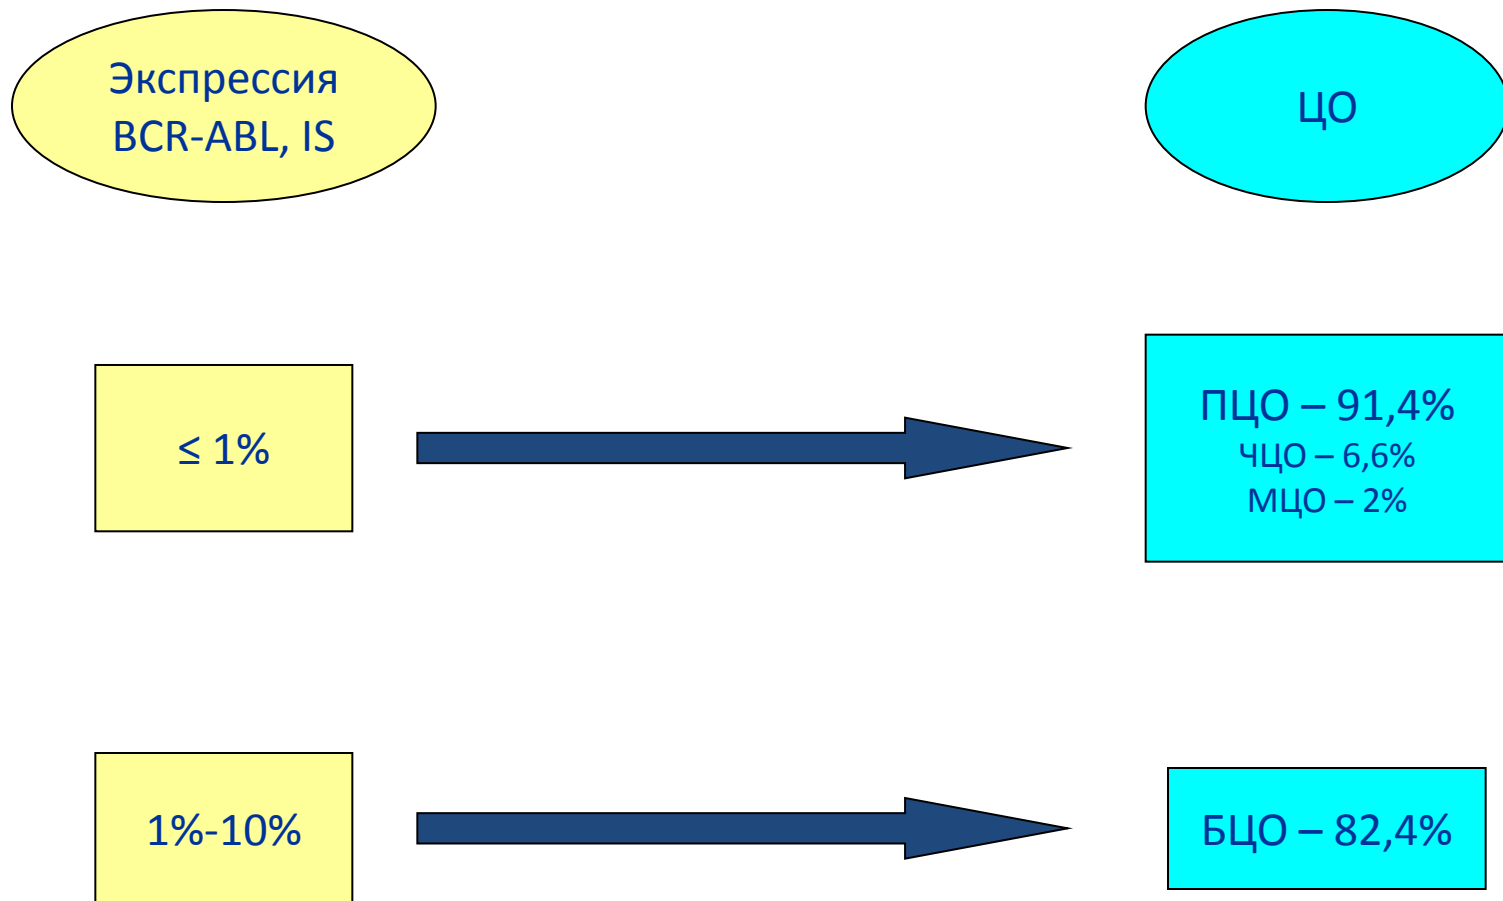 Экспрессия
BCR-ABL, IS
ЦО
≤ 1%
ПЦО – 91,4%
ЧЦО – 6,6%
МЦО – 2%
1%-10%
БЦО – 82,4%